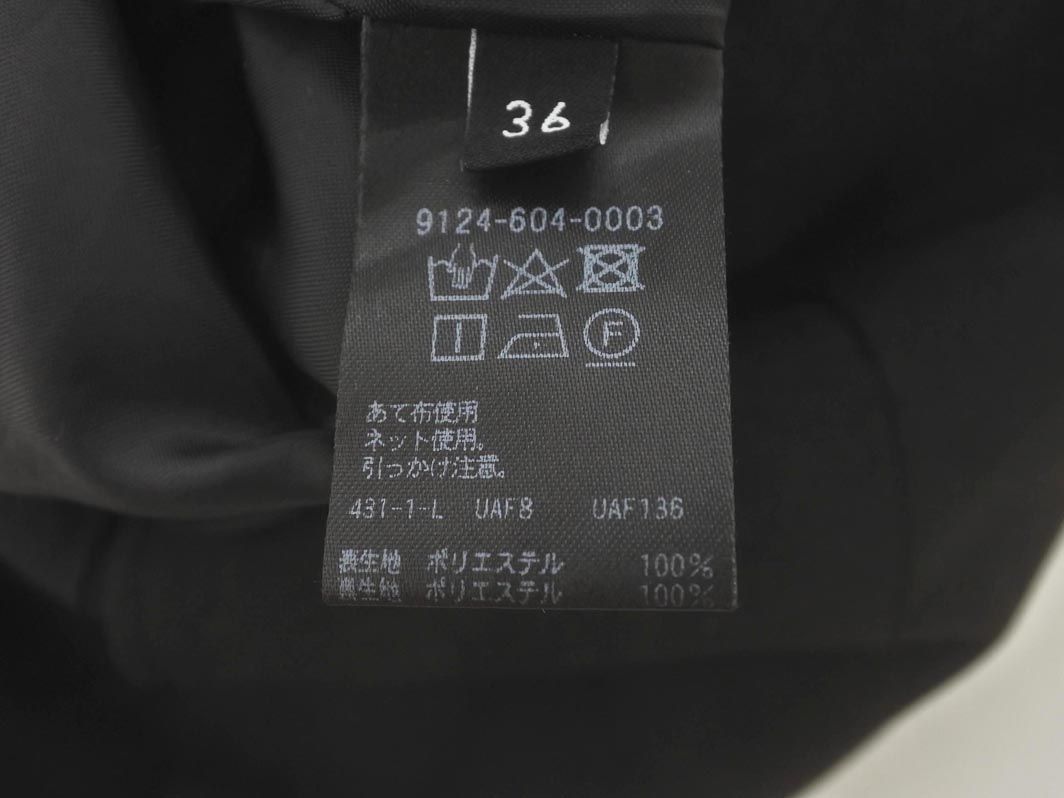 36
9124-604-0003
F
あて布使用
ネット使用。
引っかけ注意。
431-1-L UAF8 UAF136
表生地 ポリエステル 100%
表生地 ポリエステル 100%